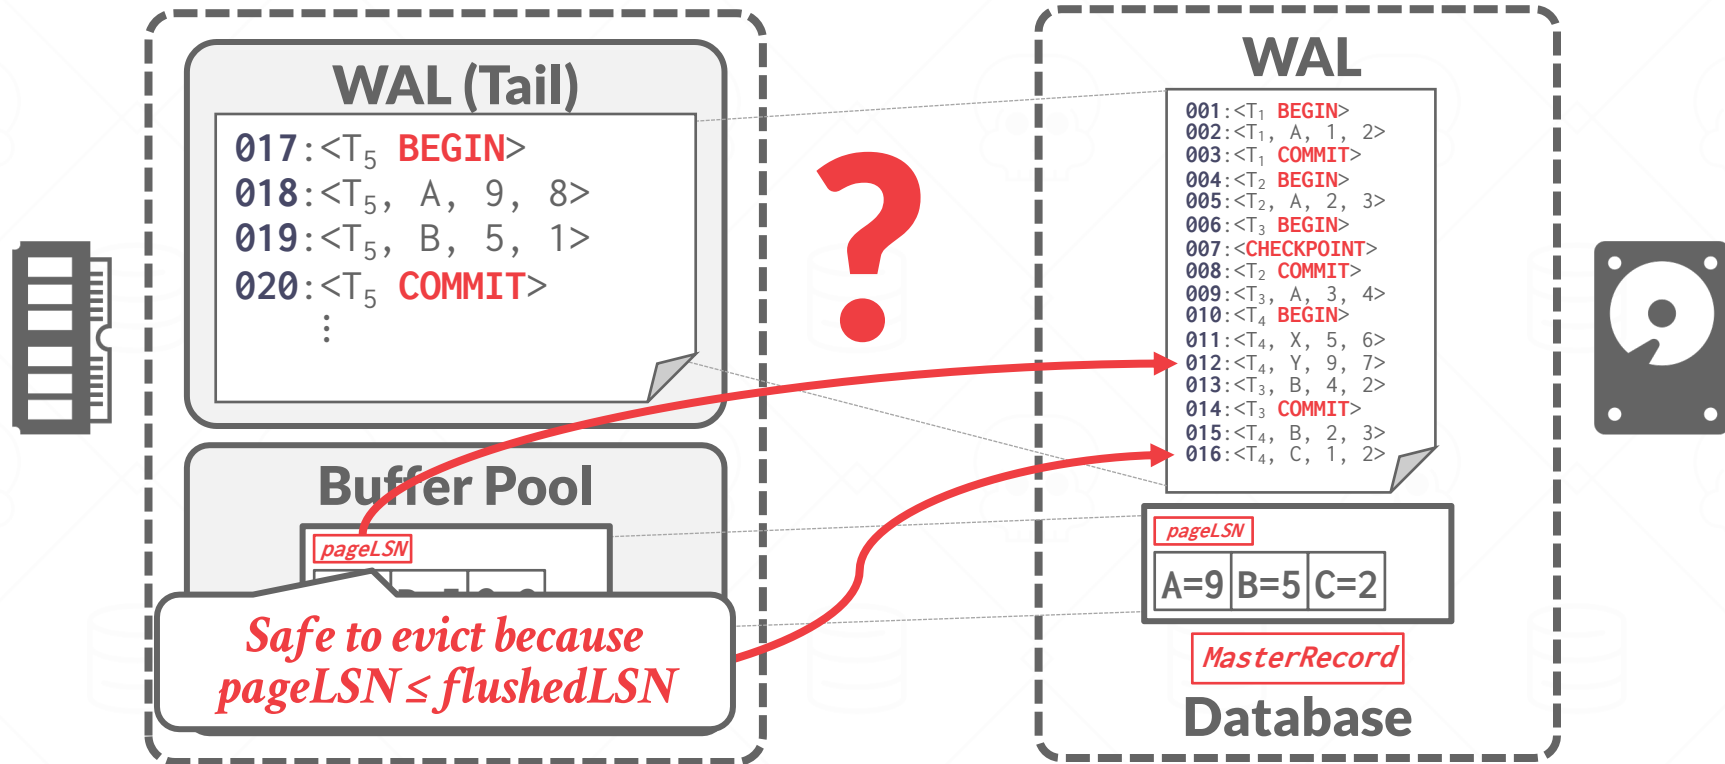 WAL (Tail)
017:<T5 BEGIN>
018:<T5, A, 9, 8>
019:<T5, B, 5, 1>
020:<T5 COMMIT>
⋮
?
Buffer Pool
pageLSN
Safe to evict because
pageLSN ≤ flushedLSN
WAL
001:<T1 BEGIN>
002:<T1, A, 1, 2>
003:<T1 COMMIT>
004:<T2 BEGIN>
005:<T2, A, 2, 3>
006:<T3 BEGIN>
007:<CHECKPOINT>
008:<T2 COMMIT>
009:<T3, A, 3, 4>
010:<T4 BEGIN>
011:<T4, X, 5, 6>
012:<T4, Y, 9, 7>
013:<T3, B, 4, 2>
014:<T3 COMMIT>
015:<T4, B, 2, 3>
016:<T4, C, 1, 2>
pageLSN
A=9 B=5 C=2
MasterRecord
Database